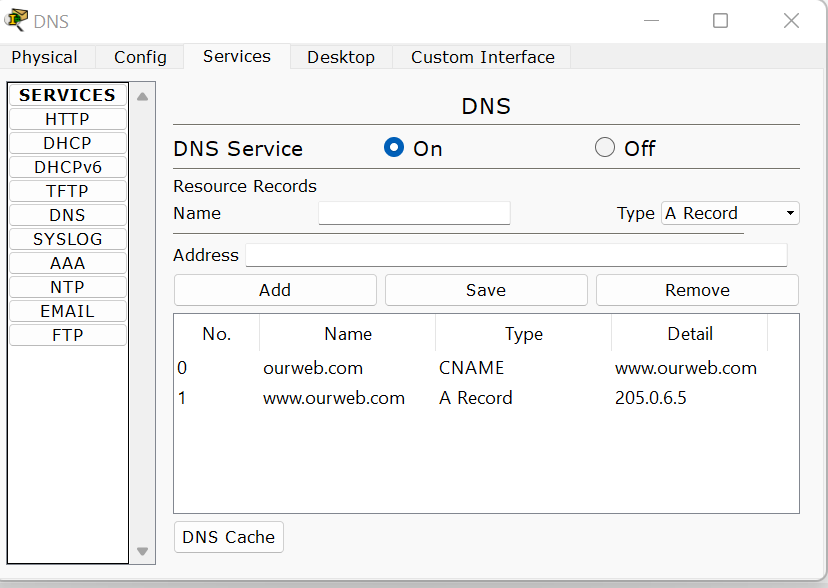 DNS
Physical Config Services Desktop Custom Interface
SERVICES
HTTP
DHCP
DHCPv6
TFTP
DNS
SYSLOG
AAA
NTP
EMAIL
FTP
DNS
DNS Service On Off
Resource Records
Name Type A Record
Address
Add Save Remove
No. Name Type Detail
0 ourweb.com CNAME www.ourweb.com
1 www.ourweb.com A Record 205.0.6.5
DNS Cache